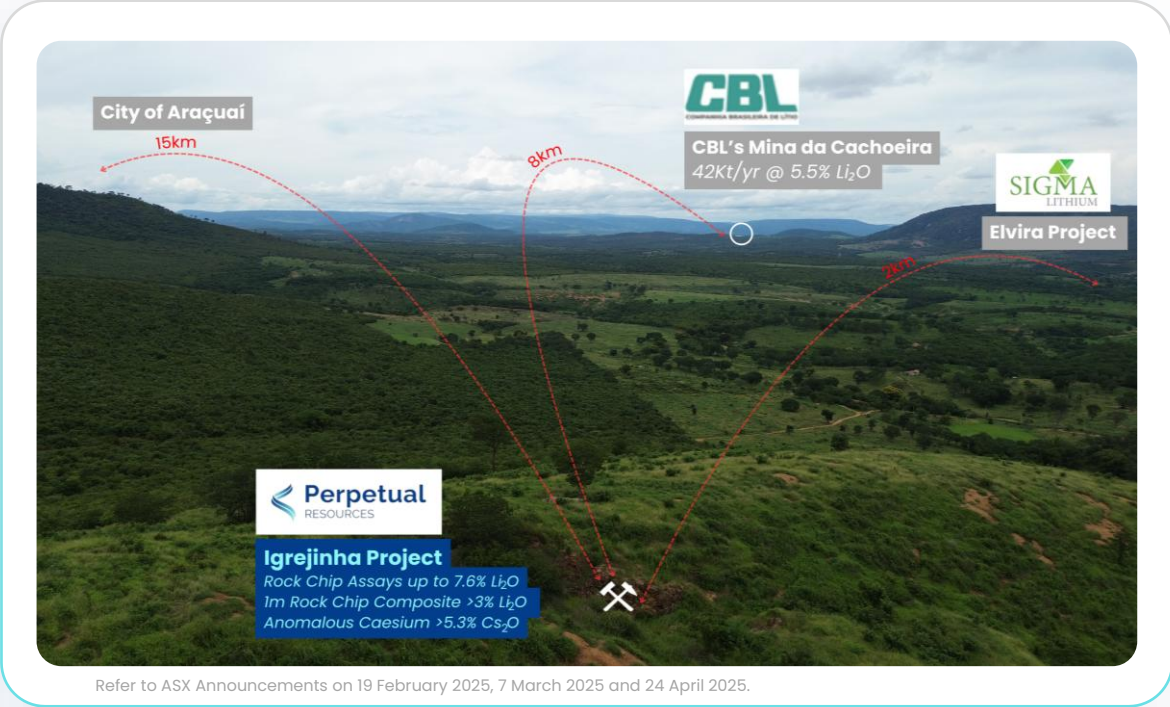 City of Araçuaí
15km
8km
CBL
COMPANHIA BRASILEIRA DE LÍTIO
CBL's Mina da Cachoeira
42Kt/yr @ 5.5% Li₂O
SIGMA
LITHIUM
Elvira Project
2km
Perpetual
RESOURCES
Igrejinha Project
Rock Chip Assays up to 7.6% Li₂O
1m Rock Chip Composite >3% Li₂O
Anomalous Caesium >5.3% Cs₂O
Refer to ASX Announcements on 19 February 2025, 7 March 2025 and 24 April 2025.